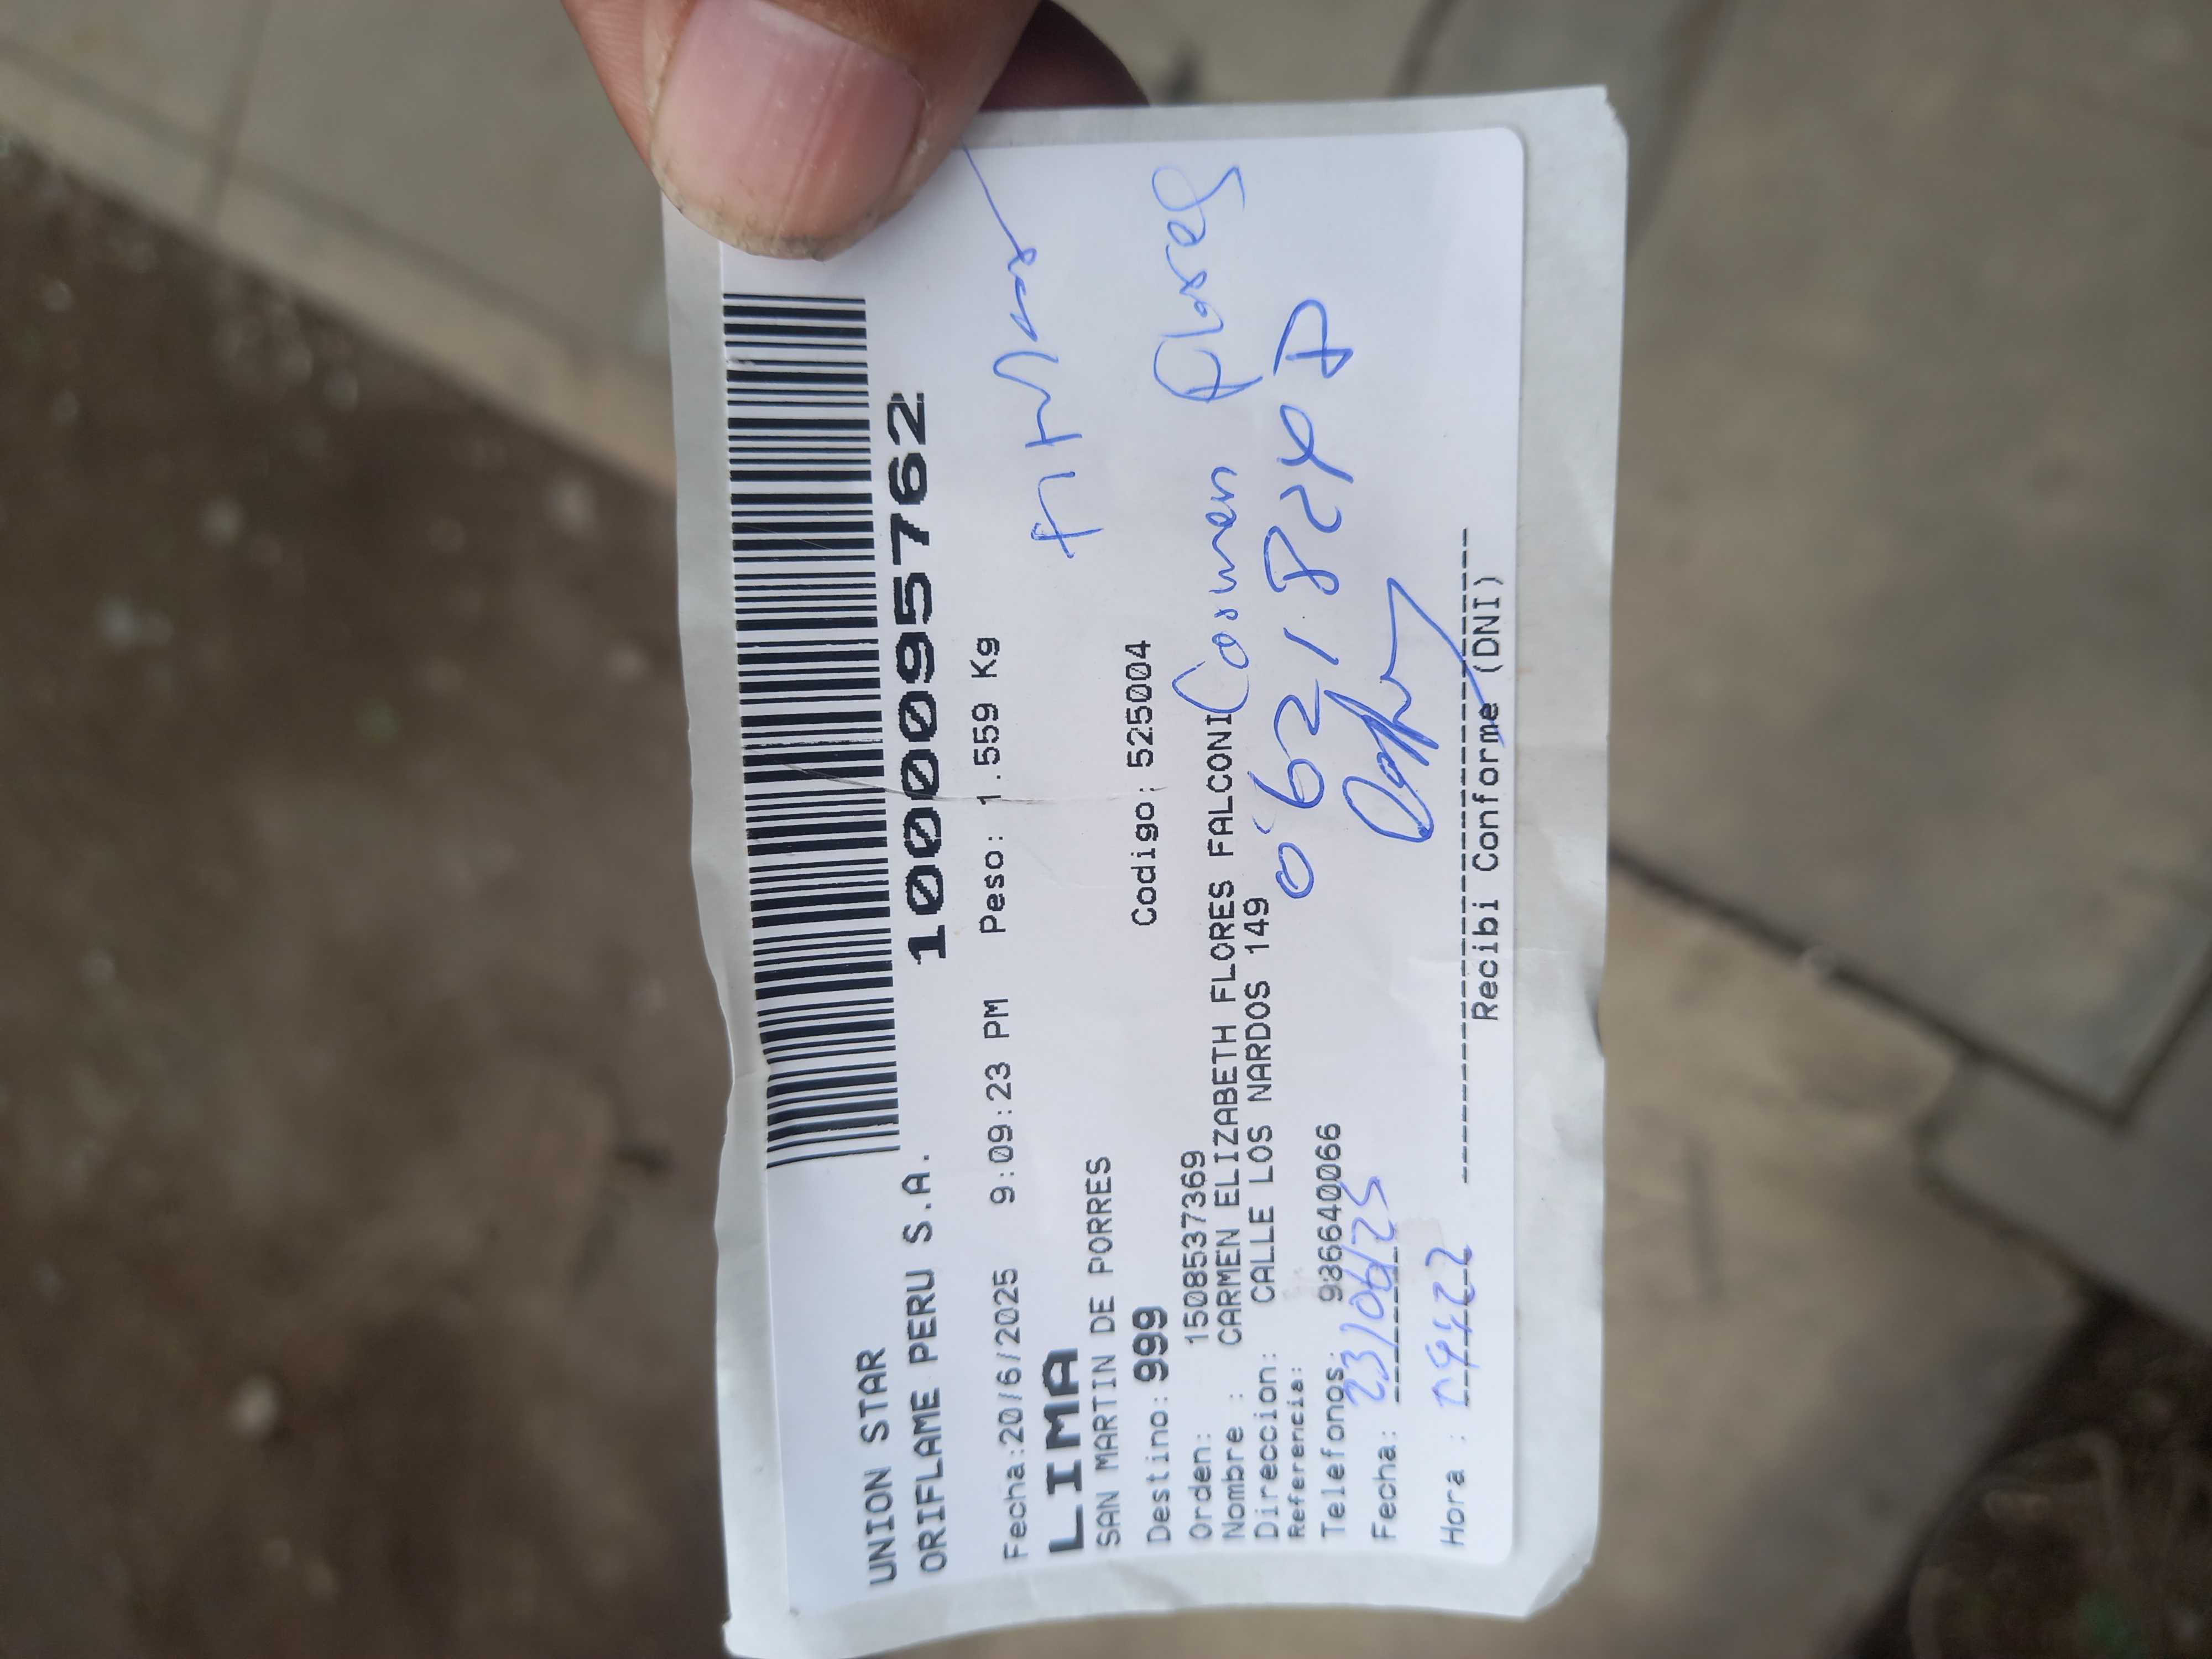 UNION STAR
ORIFLAME PERU S.A. 1000095762
Fecha:20/6/2025 9:09:23 PM Peso: 1.559 Kg
LIMA
SAN MARTIN DE PORRES
Destino: 999 Codigo: 525004
Orden: 1508537369
Nombre : CARMEN ELIZABETH FLORES FALCONI Carmen Flores
Direccion: CALLE LOS NARDOS 149
Referencia:
Telefonos: 936640066
Fecha: 23/06/25
Hora :
Recibi Conforme (DNI)